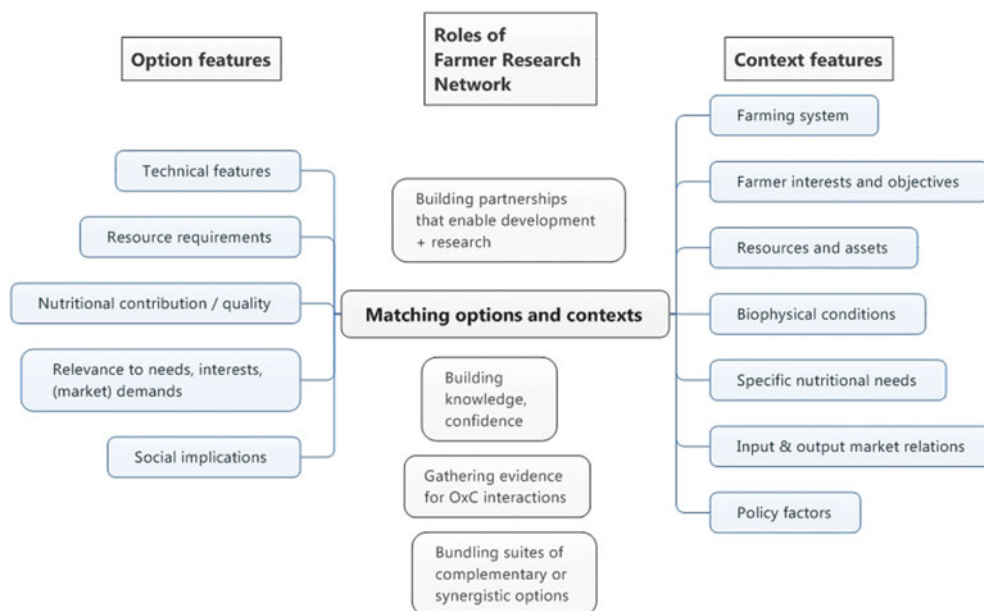 Option features
Technical features
Resource requirements
Nutritional contribution / quality
Relevance to needs, interests,
(market) demands
Social implications
Roles of
Farmer Research
Network
Building partnerships
that enable development
+ research
Matching options and contexts
Building
knowledge,
confidence
Gathering evidence
for OxC interactions
Bundling suites of
complementary or
synergistic options
Context features
Farming system
Farmer interests and objectives
Resources and assets
Biophysical conditions
Specific nutritional needs
Input & output market relations
Policy factors